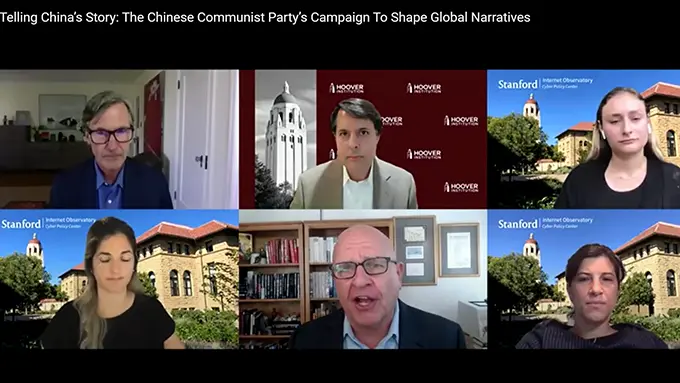 Telling China's Story: The Chinese Communist Party's Campaign To Shape Global Narratives
HOOVER
INSTITUTION
HOOVER
INSTITUTION
HOOVER
INSTITUTION
HOOVER
INSTITUTION
HOOVER
INSTITUTION
Stanford | Internet Observatory
Cyber Policy Center
Stanford | Internet Observatory
Cyber Policy Center
Stanford | Internet Observatory
Cyber Policy Center